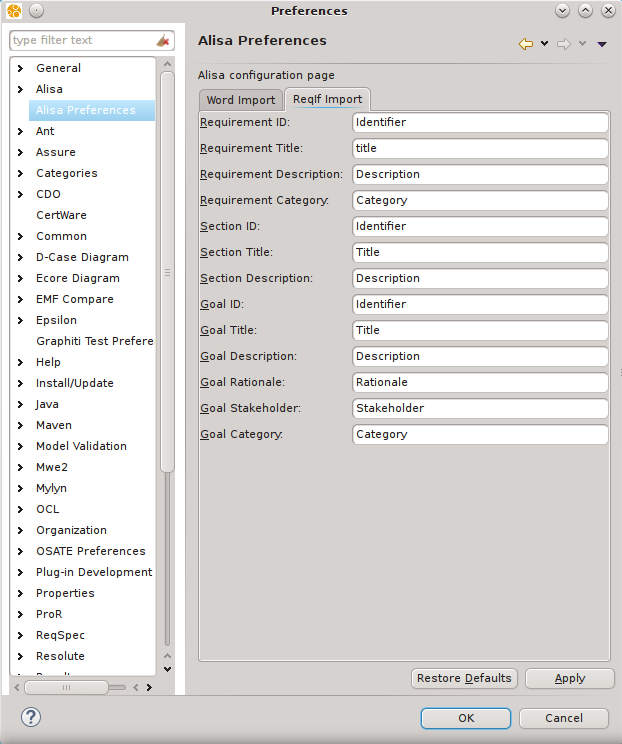 Preferences
type filter text
General
Alisa
Alisa Preferences
Ant
Assure
Categories
CDO
CertWare
Common
D-Case Diagram
Ecore Diagram
EMF Compare
Epsilon
Graphiti Test Prefere
Help
Install/Update
Java
Maven
Model Validation
Mwe2
Mylyn
OCL
Organization
OSATE Preferences
Plug-in Development
Properties
ProR
ReqSpec
Resolute
Alisa Preferences
Alisa configuration page
Word Import ReqIf Import
Requirement ID: Identifier
Requirement Title: title
Requirement Description: Description
Requirement Category: Category
Section ID: Identifier
Section Title: Title
Section Description: Description
Goal ID: Identifier
Goal Title: Title
Goal Description: Description
Goal Rationale: Rationale
Goal Stakeholder: Stakeholder
Goal Category: Category
Restore Defaults Apply
OK Cancel